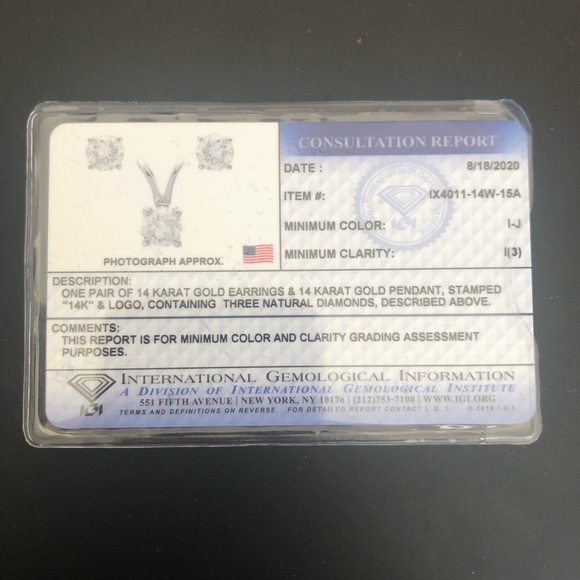 CONSULTATION REPORT
DATE : 8/18/2020
ITEM #: IX4011-14W-15A
MINIMUM COLOR: I-J
MINIMUM CLARITY: I(3)
PHOTOGRAPH APPROX.
IGI
DESCRIPTION:
ONE PAIR OF 14 KARAT GOLD EARRINGS & 14 KARAT GOLD PENDANT, STAMPED
"14K" & LOGO, CONTAINING THREE NATURAL DIAMONDS, DESCRIBED ABOVE.
COMMENTS:
THIS REPORT IS FOR MINIMUM COLOR AND CLARITY GRADING ASSESSMENT
PURPOSES.
INTERNATIONAL GEMOLOGICAL INFORMATION
A DIVISION OF INTERNATIONAL GEMOLOGICAL INSTITUTE
551 FIFTH AVENUE | NEW YORK, NY 10176 | (212)753-7100 | WWW.IGI.ORG
IGI TERMS AND DEFINITIONS ON REVERSE. FOR DETAILED REPORT CONTACT I.G.I. © 2018 I.G.I.